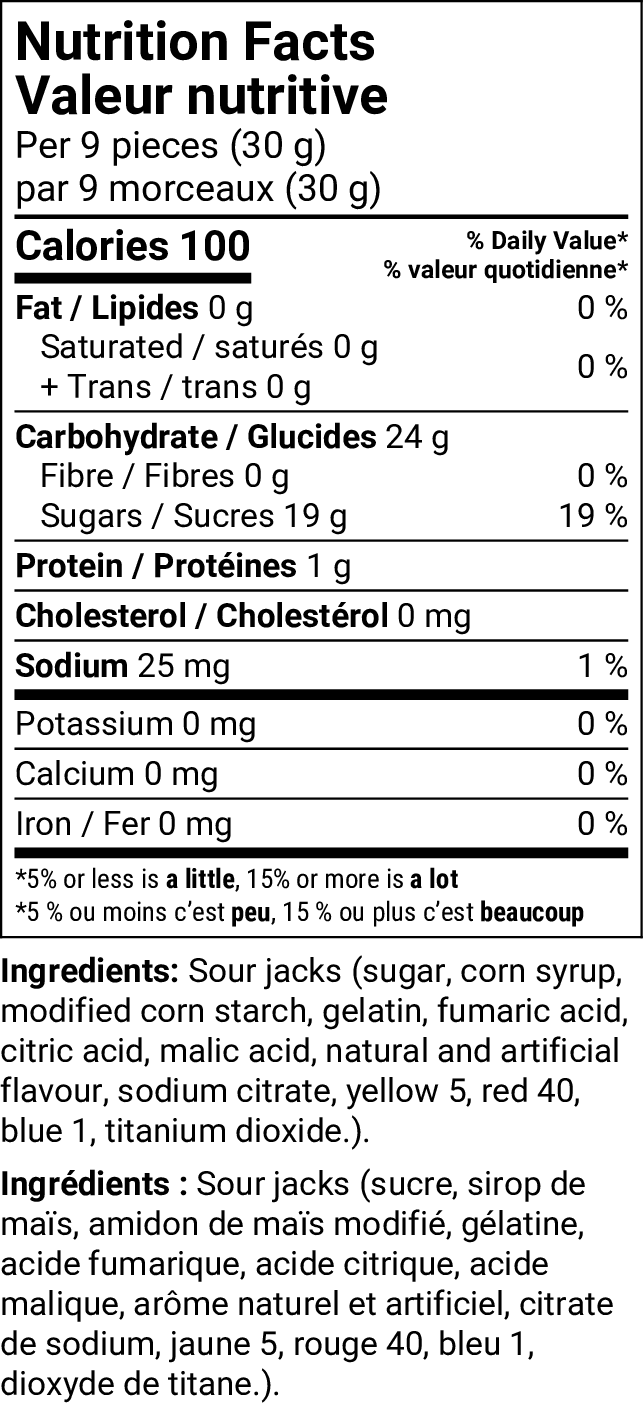 Nutrition Facts
Valeur nutritive
Per 9 pieces (30 g)
par 9 morceaux (30 g)
Calories 100
% Daily Value*
% valeur quotidienne*
Fat / Lipides 0 g 0 %
Saturated / saturés 0 g
+ Trans / trans 0 g 0 %
Carbohydrate / Glucides 24 g
Fibre / Fibres 0 g 0 %
Sugars / Sucres 19 g 19 %
Protein / Protéines 1 g
Cholesterol / Cholestérol 0 mg
Sodium 25 mg 1 %
Potassium 0 mg 0 %
Calcium 0 mg 0 %
Iron / Fer 0 mg 0 %
*5% or less is a little, 15% or more is a lot
*5 % ou moins c’est peu, 15 % ou plus c’est beaucoup
Ingredients: Sour jacks (sugar, corn syrup,
modified corn starch, gelatin, fumaric acid,
citric acid, malic acid, natural and artificial
flavour, sodium citrate, yellow 5, red 40,
blue 1, titanium dioxide.).
Ingrédients : Sour jacks (sucre, sirop de
maïs, amidon de maïs modifié, gélatine,
acide fumarique, acide citrique, acide
malique, arôme naturel et artificiel, citrate
de sodium, jaune 5, rouge 40, bleu 1,
dioxyde de titane.).